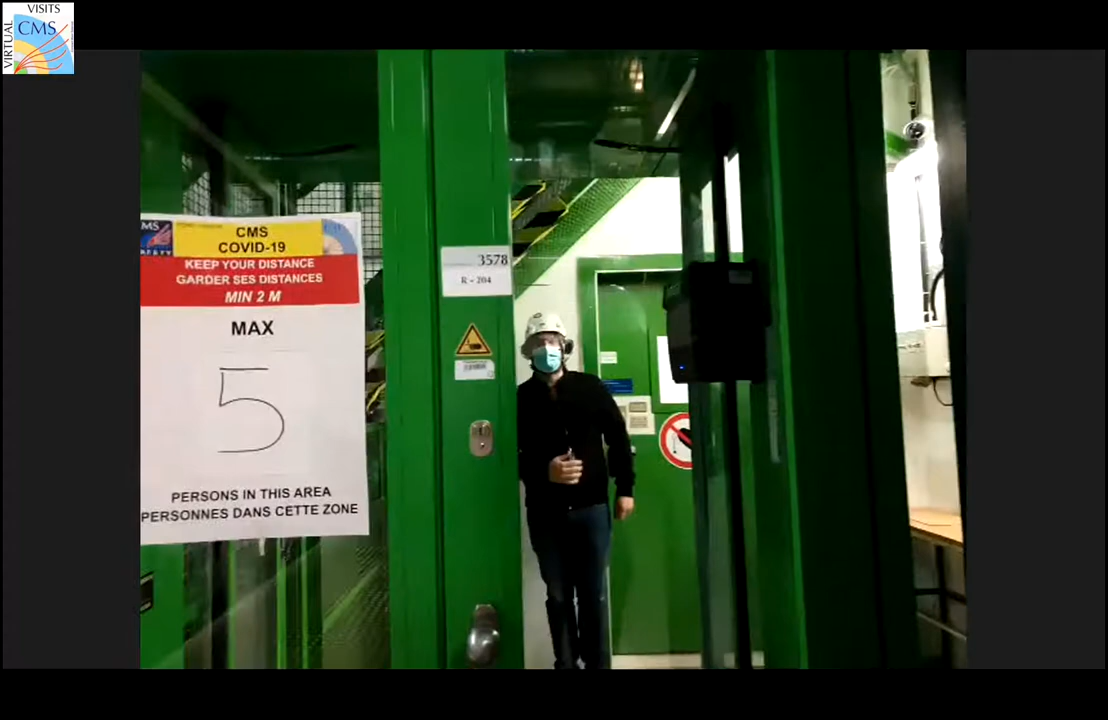 VISITS
VIRTUAL
CMS
CMS
COVID-19
KEEP YOUR DISTANCE
GARDER SES DISTANCES
MIN 2 M
MAX
5
PERSONS IN THIS AREA
PERSONNES DANS CETTE ZONE
3578
R - 204